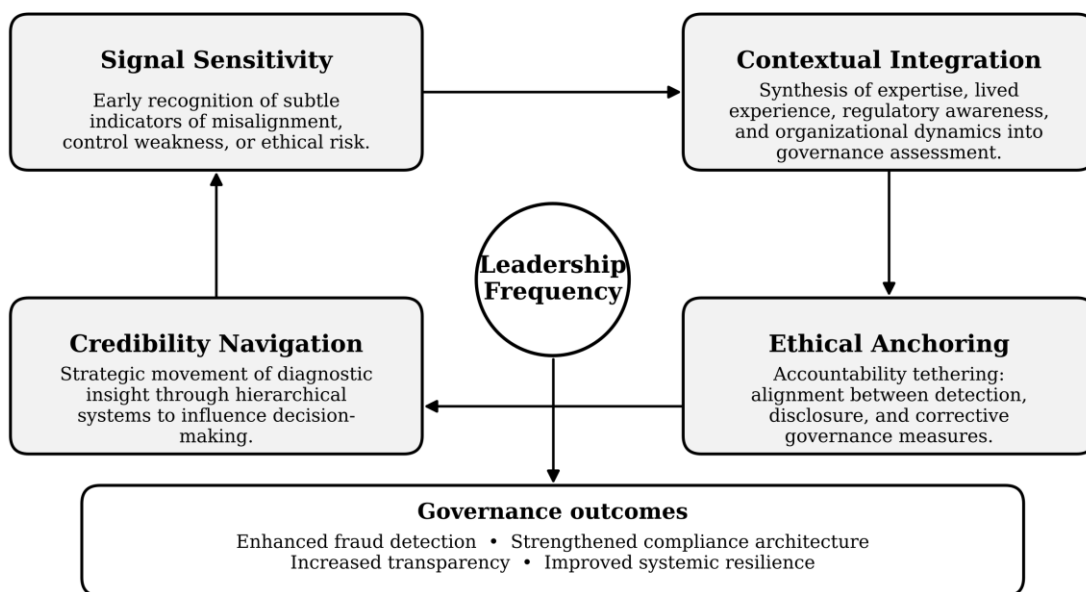 Signal Sensitivity
Early recognition of subtle
indicators of misalignment,
control weakness, or ethical risk.
Contextual Integration
Synthesis of expertise, lived
experience, regulatory awareness,
and organizational dynamics into
governance assessment.
Leadership
Frequency
Credibility Navigation
Strategic movement of diagnostic
insight through hierarchical
systems to influence decision-
making.
Ethical Anchoring
Accountability tethering:
alignment between detection,
disclosure, and corrective
governance measures.
Governance outcomes
Enhanced fraud detection • Strengthened compliance architecture
Increased transparency • Improved systemic resilience